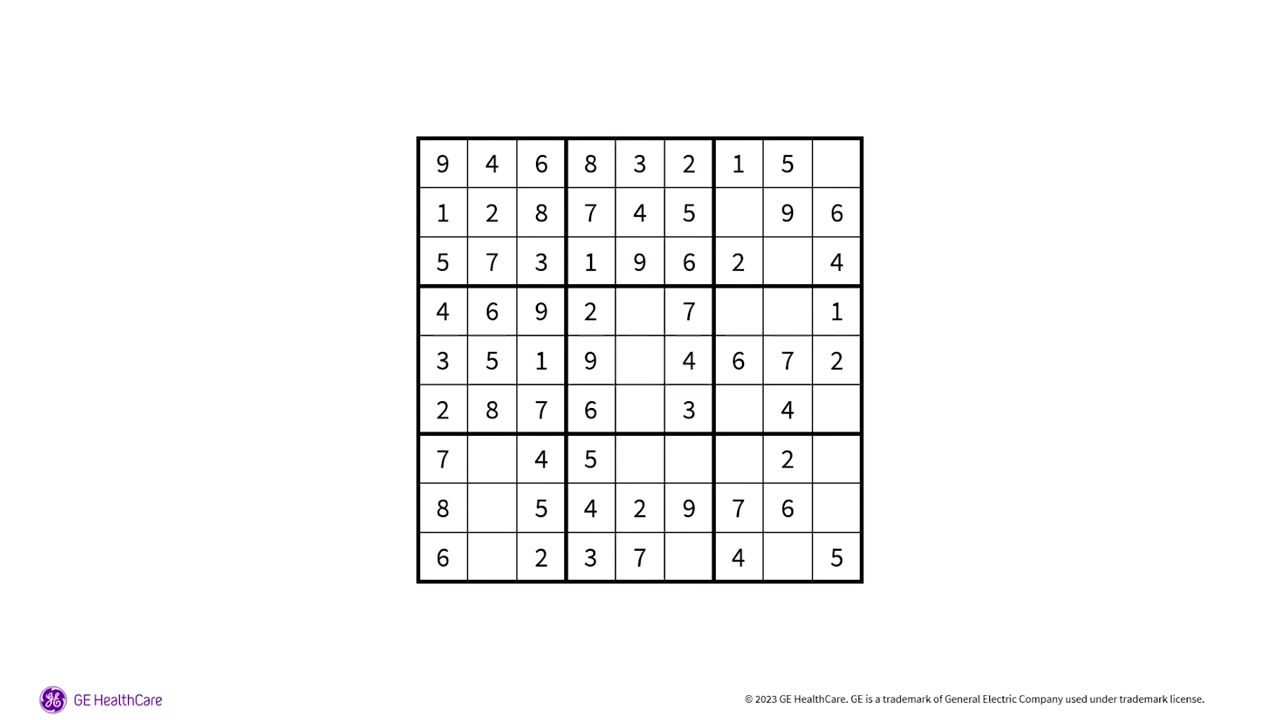 9 4 6 8 3 2 1 5
1 2 8 7 4 5 9 6
5 7 3 1 9 6 2 4
4 6 9 2 7 1
3 5 1 9 4 6 7 2
2 8 7 6 3 4
7 4 5 2
8 5 4 2 9 7 6
6 2 3 7 4 5
GE HealthCare
© 2023 GE HealthCare. GE is a trademark of General Electric Company used under trademark license.